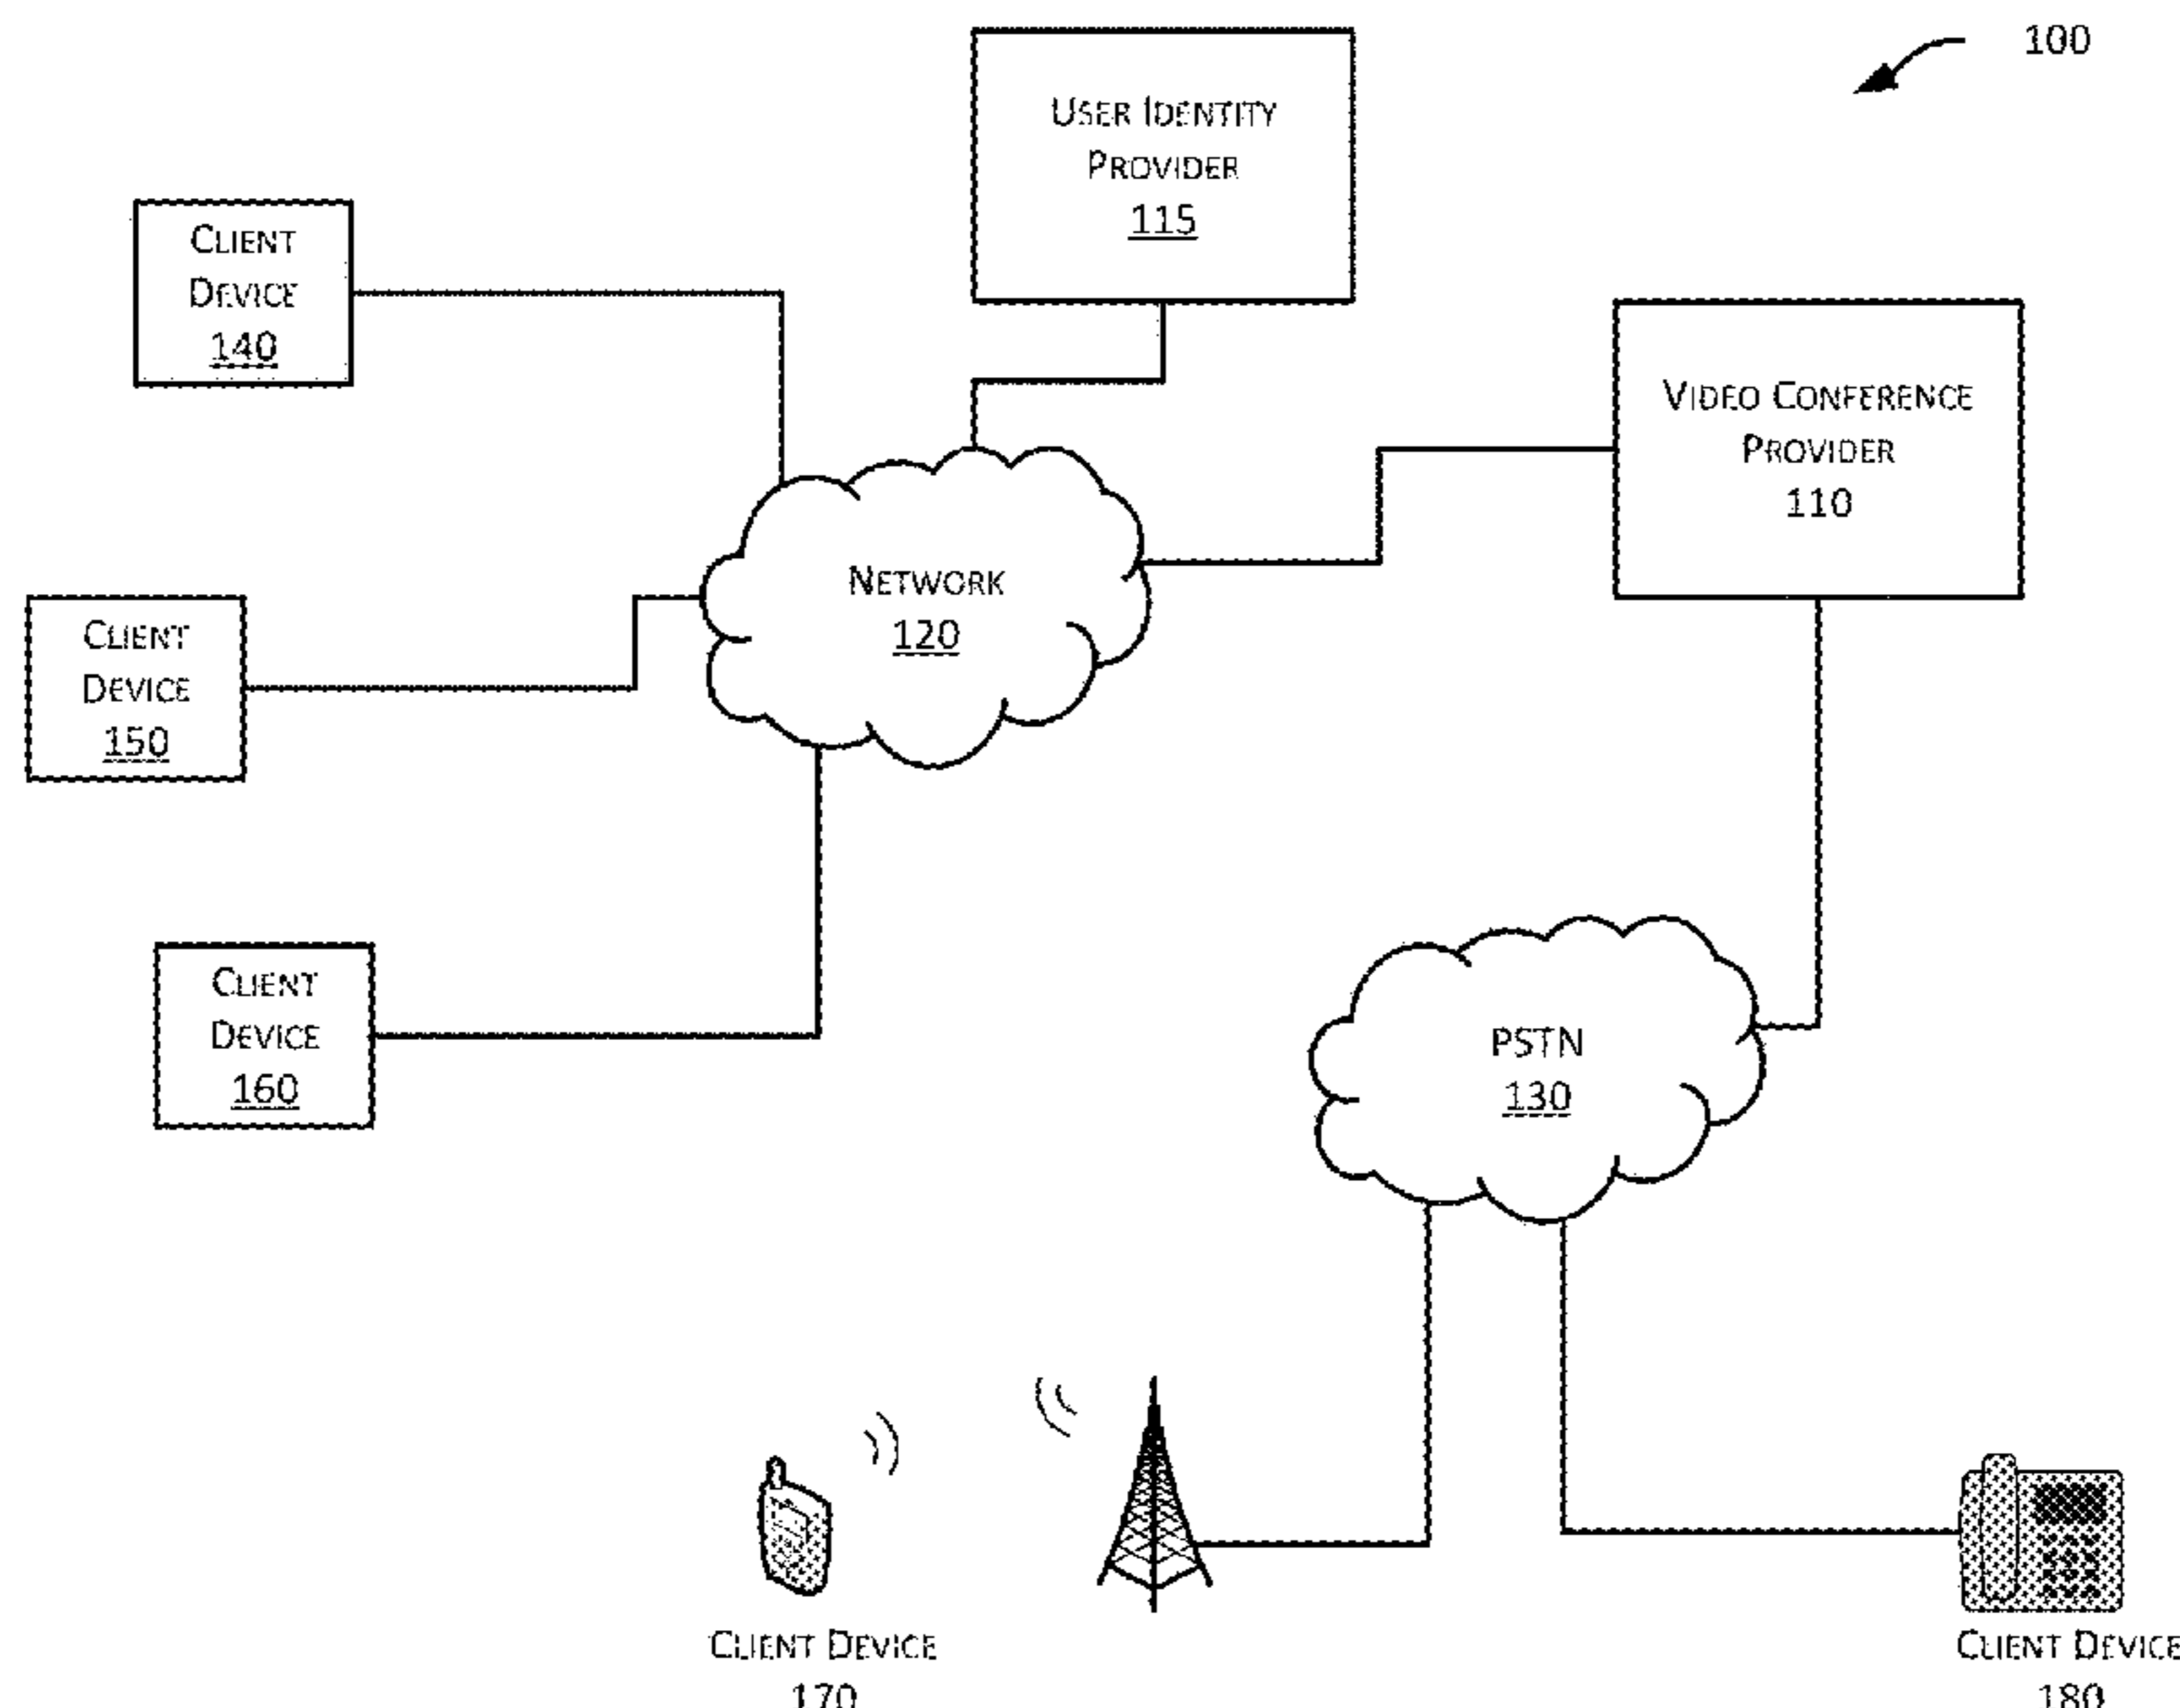 100
USER IDENTITY
PROVIDER
115
CLIENT
DEVICE
140
VIDEO CONFERENCE
PROVIDER
110
NETWORK
120
CLIENT
DEVICE
150
CLIENT
DEVICE
160
PSTN
130
CLIENT DEVICE
170
CLIENT DEVICE
180